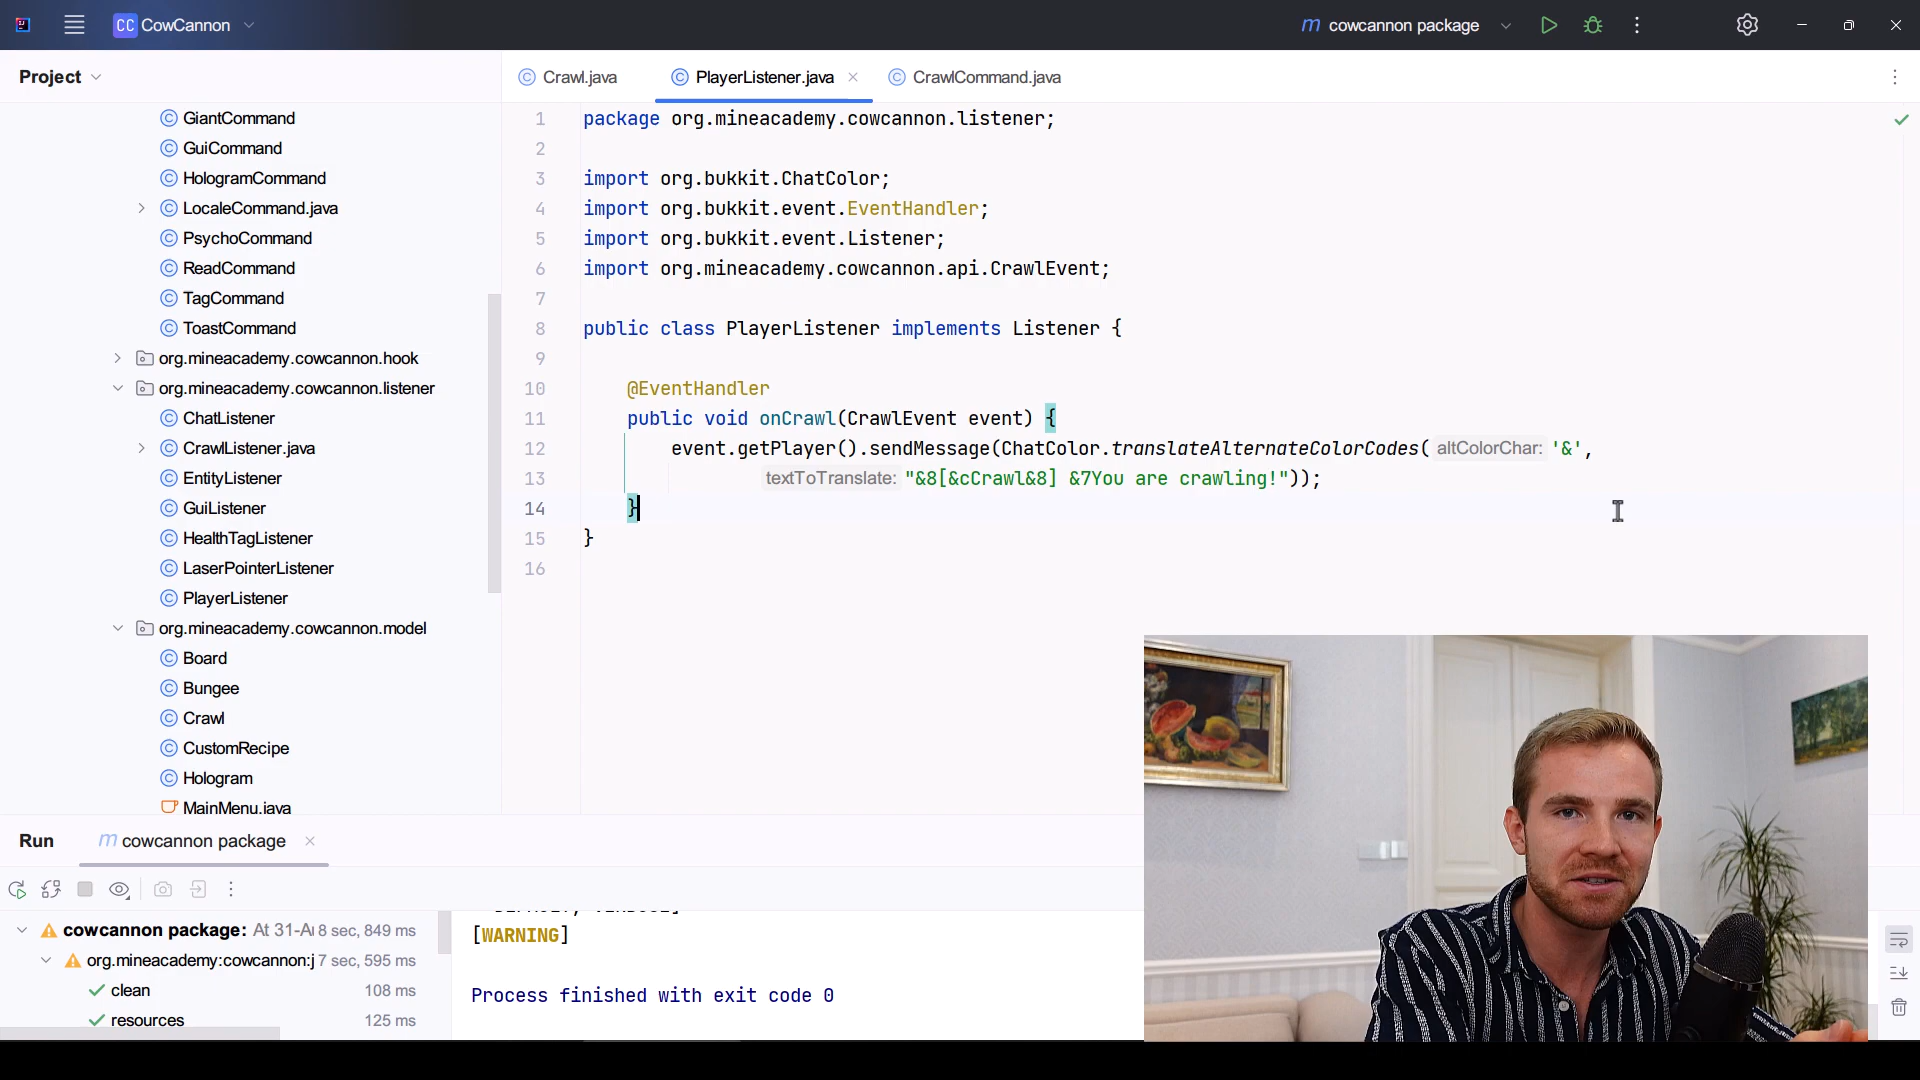 CC CowCannon
cowcannon package
Project
Crawl.java
PlayerListener.java
CrawlCommand.java
GiantCommand
GuiCommand
HologramCommand
LocaleCommand.java
PsychoCommand
ReadCommand
TagCommand
ToastCommand
org.mineacademy.cowcannon.hook
org.mineacademy.cowcannon.listener
ChatListener
CrawlListener.java
EntityListener
GuiListener
HealthTagListener
LaserPointerListener
PlayerListener
org.mineacademy.cowcannon.model
Board
Bungee
Crawl
CustomRecipe
Hologram
MainMenu.java
1 package org.mineacademy.cowcannon.listener;
2
3 import org.bukkit.ChatColor;
4 import org.bukkit.event.EventHandler;
5 import org.bukkit.event.Listener;
6 import org.mineacademy.cowcannon.api.CrawlEvent;
7
8 public class PlayerListener implements Listener {
9
10 @EventHandler
11 public void onCrawl(CrawlEvent event) {
12 event.getPlayer().sendMessage(ChatColor.translateAlternateColorCodes( altColorChar: '&',
13 textToTranslate: "&8[&cCrawl&8] &7You are crawling!"));
14 }
15 }
16
Run
cowcannon package
cowcannon package: At 31-Au 8 sec, 849 ms
org.mineacademy:cowcannon:j 7 sec, 595 ms
clean 108 ms
resources 125 ms
[WARNING]
Process finished with exit code 0